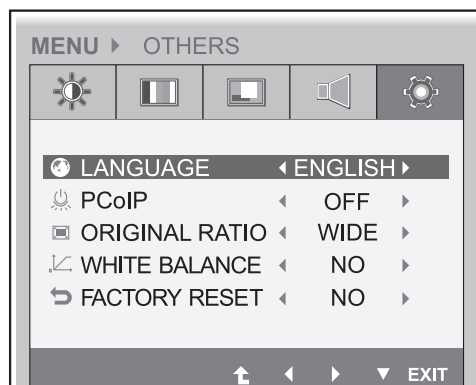 MENU OTHERS
LANGUAGE ENGLISH
PCoIP OFF
ORIGINAL RATIO WIDE
WHITE BALANCE NO
FACTORY RESET NO
EXIT